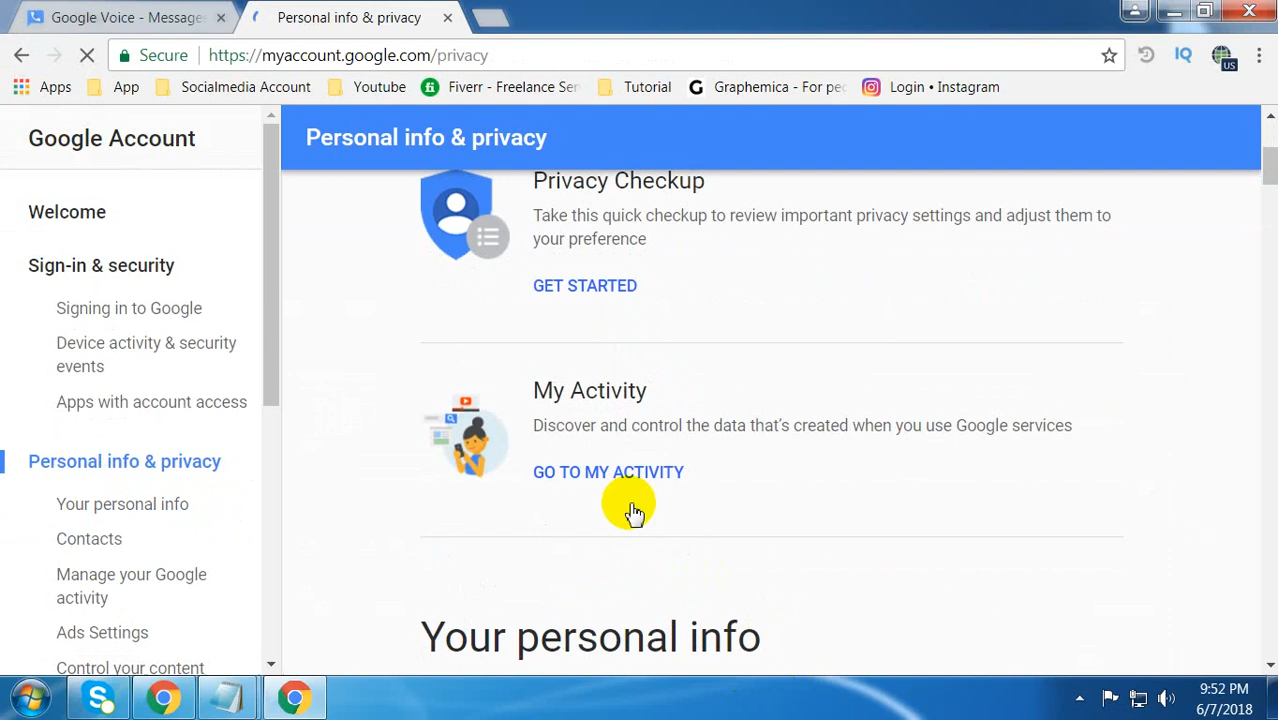 Google Voice - Message
Personal info & privacy
Secure
https://myaccount.google.com/privacy
IQ
US
Apps
App
Socialmedia Account
Youtube
Fiverr - Freelance Ser
Tutorial
Graphemica - For pe
Login • Instagram
Google Account
Welcome
Sign-in & security
Signing in to Google
Device activity & security
events
Apps with account access
Personal info & privacy
Your personal info
Contacts
Manage your Google
activity
Ads Settings
Control your content
Personal info & privacy
Privacy Checkup
Take this quick checkup to review important privacy settings and adjust them to
your preference
GET STARTED
My Activity
Discover and control the data that's created when you use Google services
GO TO MY ACTIVITY
Your personal info
9:52 PM
6/7/2018